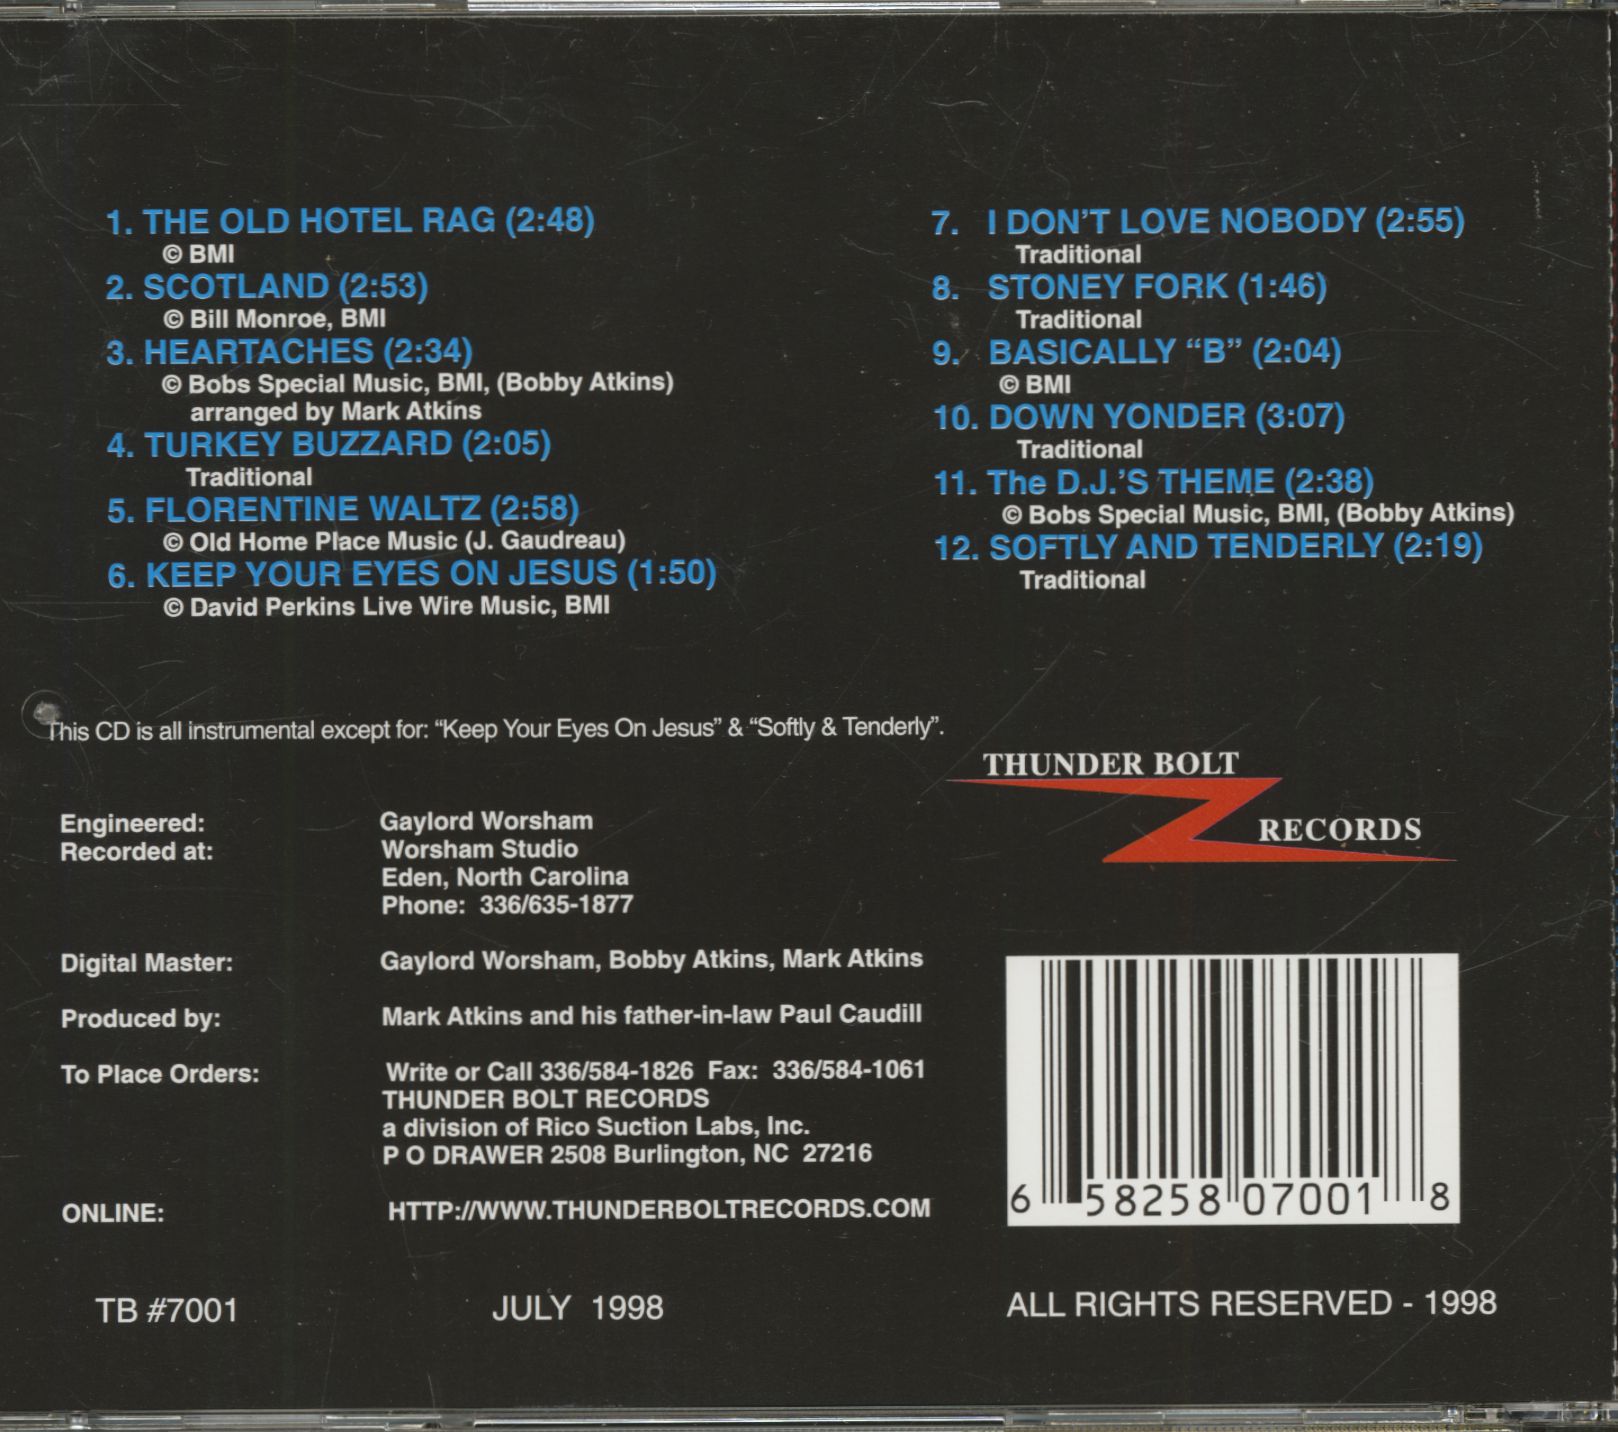 1. THE OLD HOTEL RAG (2:48)
© BMI
2. SCOTLAND (2:53)
© Bill Monroe, BMI
3. HEARTACHES (2:34)
© Bobs Special Music, BMI, (Bobby Atkins)
arranged by Mark Atkins
4. TURKEY BUZZARD (2:05)
Traditional
5. FLORENTINE WALTZ (2:58)
© Old Home Place Music (J. Gaudreau)
6. KEEP YOUR EYES ON JESUS (1:50)
© David Perkins Live Wire Music, BMI
7. I DON'T LOVE NOBODY (2:55)
Traditional
8. STONEY FORK (1:46)
Traditional
9. BASICALLY “B” (2:04)
© BMI
10. DOWN YONDER (3:07)
Traditional
11. The D.J.'S THEME (2:38)
© Bobs Special Music, BMI, (Bobby Atkins)
12. SOFTLY AND TENDERLY (2:19)
Traditional
This CD is all instrumental except for: “Keep Your Eyes On Jesus” & “Softly & Tenderly”.
THUNDER BOLT
RECORDS
Engineered: Gaylord Worsham
Recorded at: Worsham Studio
Eden, North Carolina
Phone: 336/635-1877
Digital Master: Gaylord Worsham, Bobby Atkins, Mark Atkins
Produced by: Mark Atkins and his father-in-law Paul Caudill
To Place Orders: Write or Call 336/584-1826 Fax: 336/584-1061
THUNDER BOLT RECORDS
a division of Rico Suction Labs, Inc.
P O DRAWER 2508 Burlington, NC 27216
ONLINE: HTTP://WWW.THUNDERBOLTRECORDS.COM
6 58258 07001 8
TB #7001 JULY 1998 ALL RIGHTS RESERVED - 1998